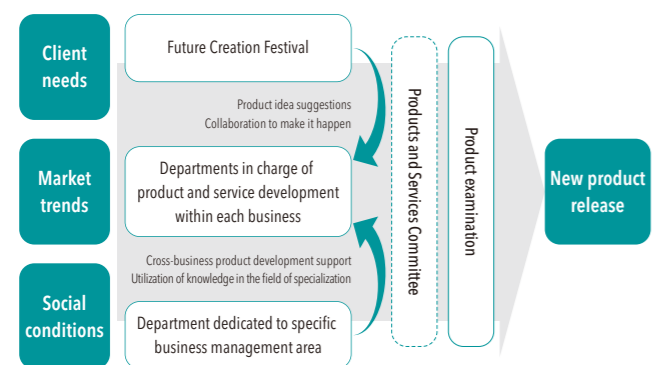 Client
needs
Future Creation Festival
Product idea suggestions
Collaboration to make it happen
Market
trends
Departments in charge of
product and service development
within each business
Cross-business product development support
Utilization of knowledge in the field of specialization
Social
conditions
Department dedicated to specific
business management area
Products and Services Committee
Product examination
New product
release